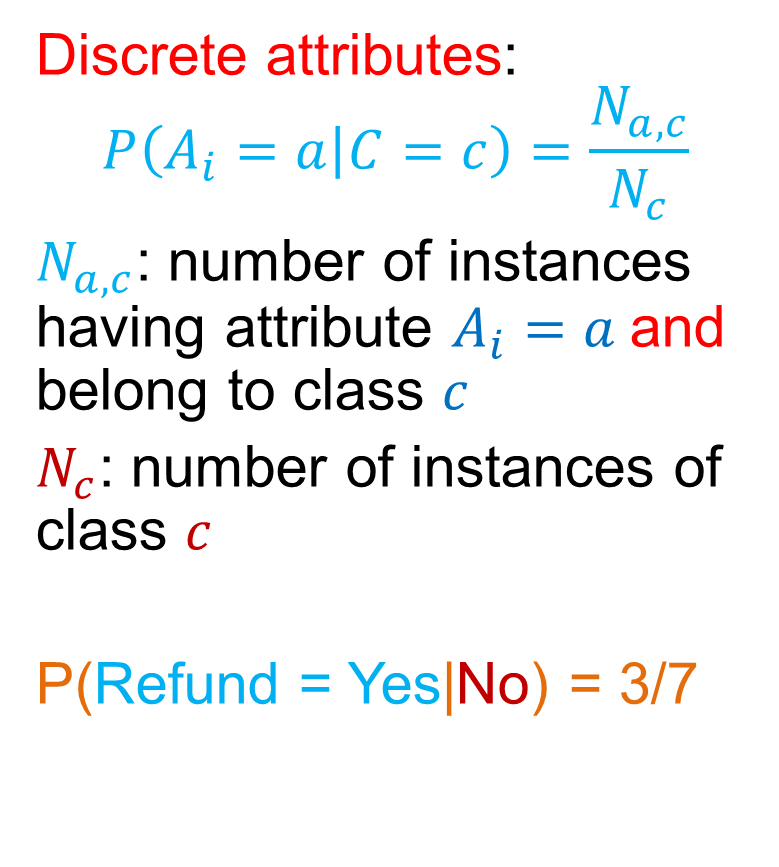 Discrete attributes:
P(A_i = a|C = c) = N_{a,c} / N_c
N_{a,c}: number of instances
having attribute A_i = a and
belong to class c
N_c: number of instances of
class c
P(Refund = Yes|No) = 3/7